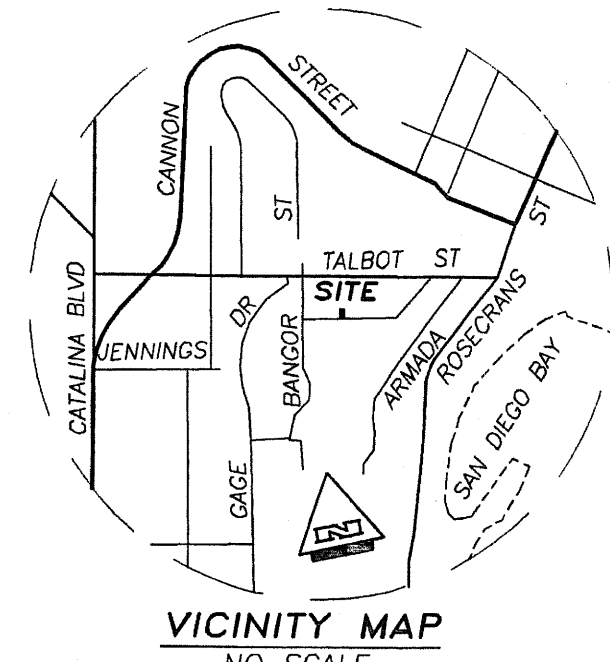 CANNON
STREET
ST
TALBOT ST
ST
SITE
DR
BANGOR
CATALINA BLVD
JENNINGS
ARMADA
ROSECRANS
SAN DIEGO BAY
GAGE
N
VICINITY MAP
NO SCALE